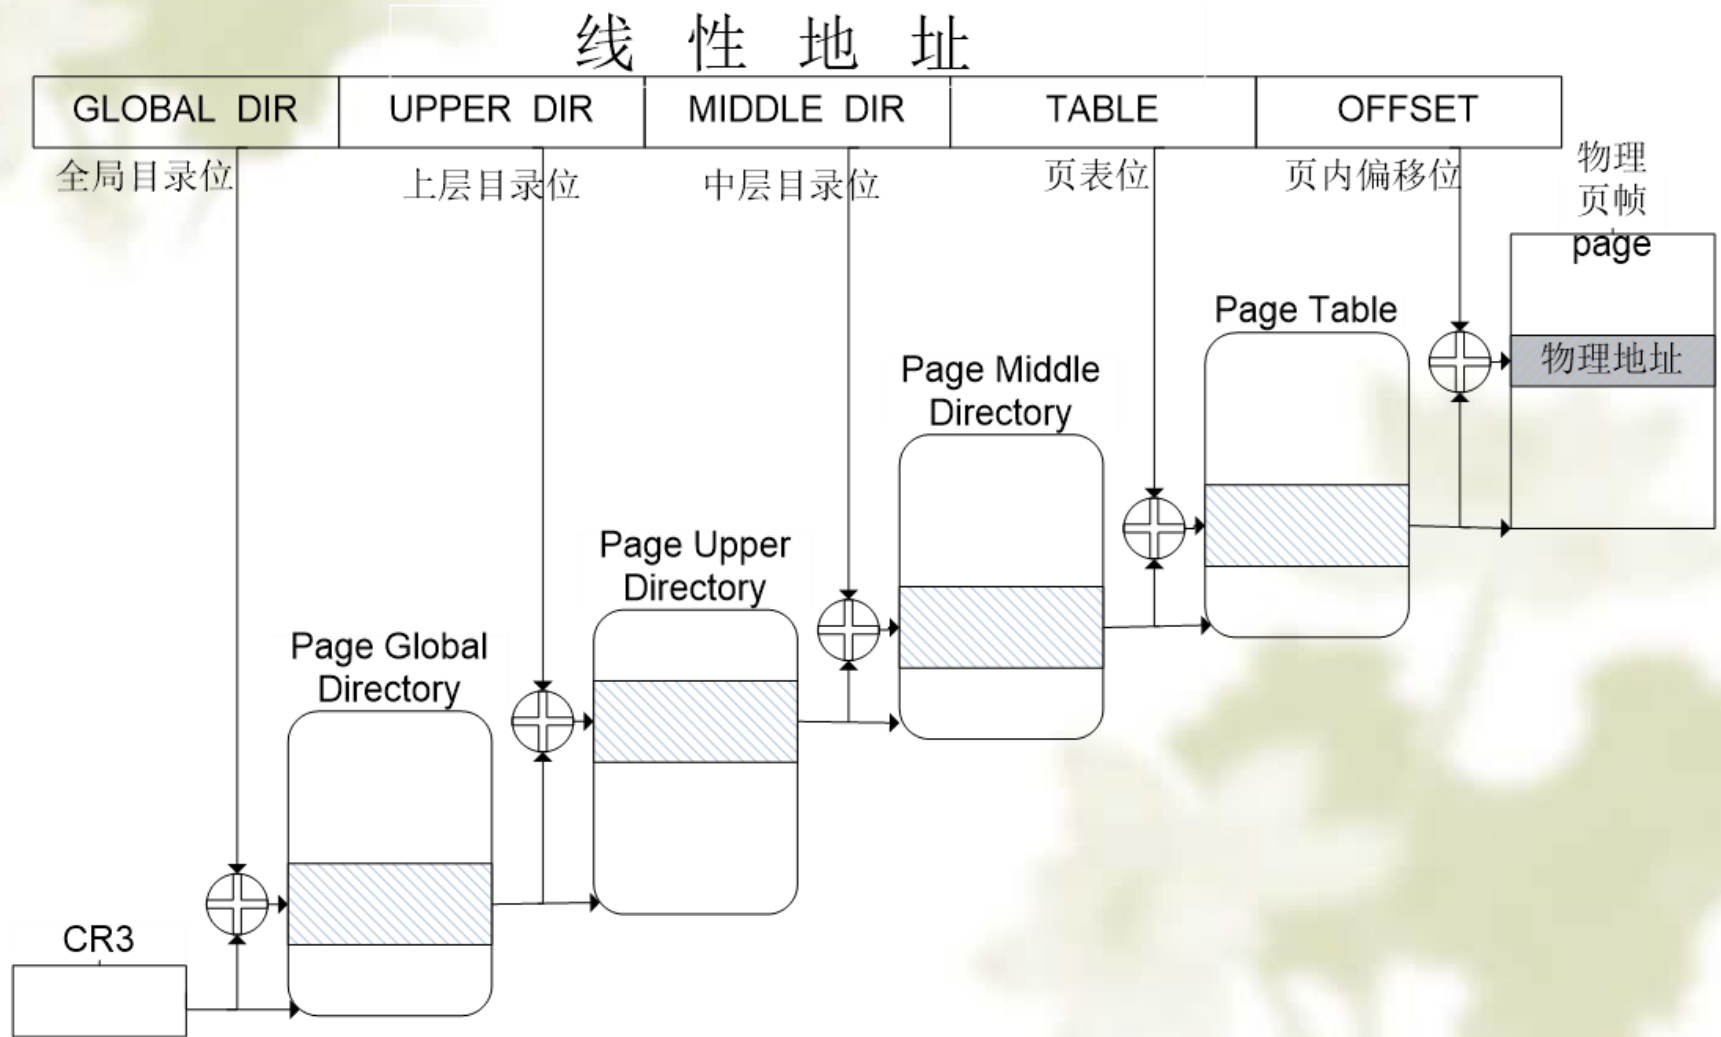 线 性 地 址
GLOBAL DIR
UPPER DIR
MIDDLE DIR
TABLE
OFFSET
全局目录位
上层目录位
中层目录位
页表位
页内偏移位
物理
页帧
page
物理地址
Page Table
Page Middle
Directory
Page Upper
Directory
Page Global
Directory
CR3